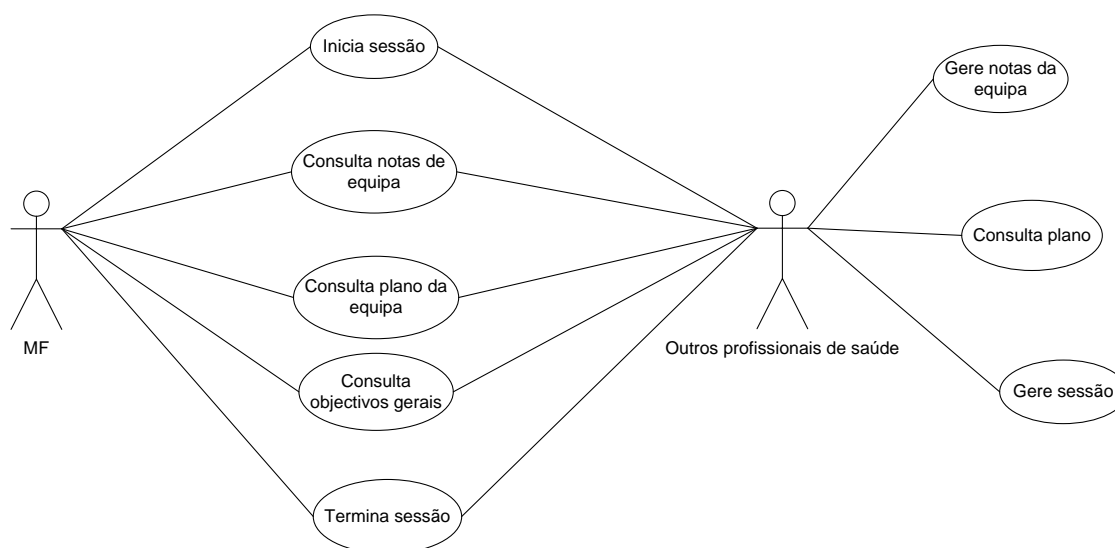 Inicia sessão
Gere notas da
equipa
Consulta notas de
equipa
Consulta plano
Consulta plano da
equipa
MF
Outros profissionais de saúde
Consulta
objectivos gerais
Gere sessão
Termina sessão